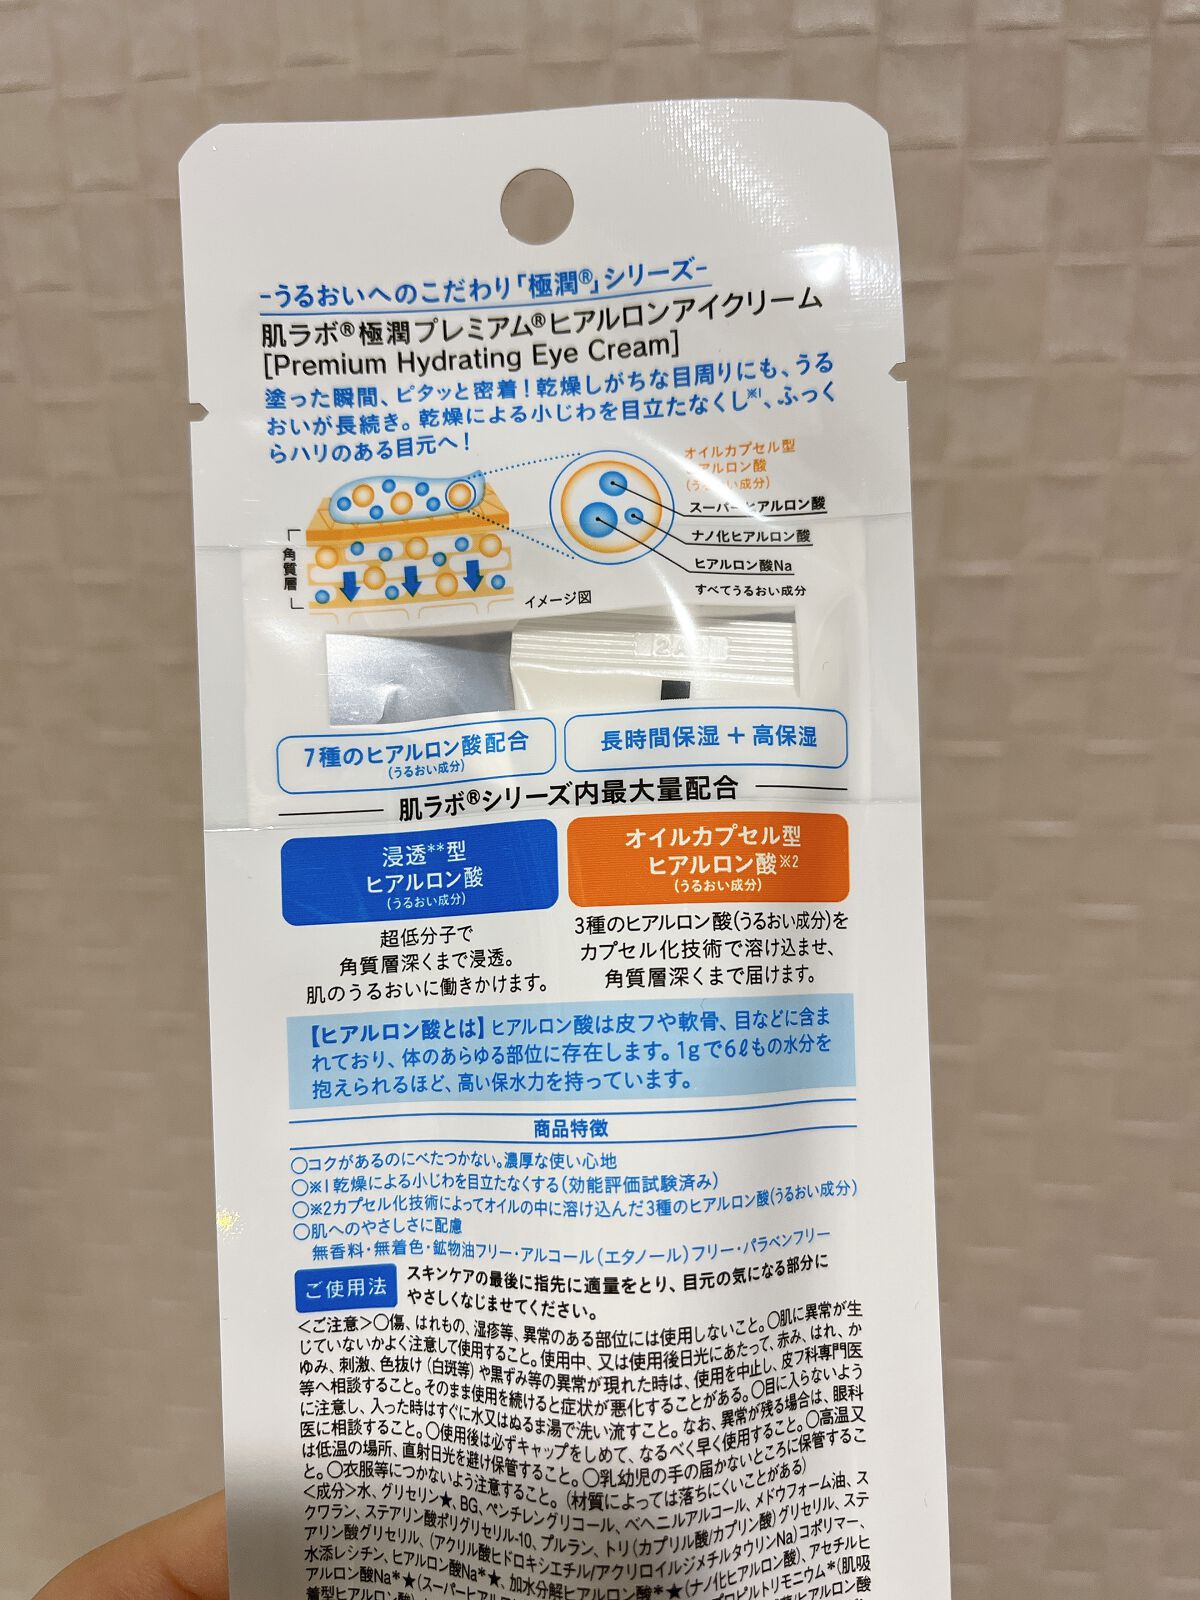 -うるおいへのこだわり「極潤®」シリーズ-
肌ラボ®極潤プレミアム®ヒアルロンアイクリーム
[Premium Hydrating Eye Cream]
塗った瞬間、ピタッと密着！乾燥しがちな目周りにも、うる
おいが長続き。乾燥による小じわを目立たなくし※1、ふっく
らハリのある目元へ！
オイルカプセル型
ヒアルロン酸
(うるおい成分)
スーパーヒアルロン酸
ナノ化ヒアルロン酸
ヒアルロン酸Na
すべてうるおい成分
角質層
イメージ図
7種のヒアルロン酸配合
(うるおい成分)
長時間保湿＋高保湿
肌ラボ®シリーズ内最大量配合
浸透**型
ヒアルロン酸
(うるおい成分)
オイルカプセル型
ヒアルロン酸※2
(うるおい成分)
超低分子で
角質層深くまで浸透。
肌のうるおいに働きかけます。
3種のヒアルロン酸(うるおい成分)を
カプセル化技術で溶け込ませ、
角質層深くまで届けます。
【ヒアルロン酸とは】ヒアルロン酸は皮フや軟骨、目などに含ま
れており、体のあらゆる部位に存在します。1gで6ℓもの水分を
抱えられるほど、高い保水力を持っています。
商品特徴
○コクがあるのにべたつかない。濃厚な使い心地
○※1乾燥による小じわを目立たなくする(効能評価試験済み)
○※2カプセル化技術によってオイルの中に溶け込んだ3種のヒアルロン酸(うるおい成分)
○肌へのやさしさに配慮
無香料・無着色・鉱物油フリー・アルコール(エタノール)フリー・パラベンフリー
ご使用法
スキンケアの最後に指先に適量をとり、目元の気になる部分に
やさしくなじませてください。
＜ご注意＞○傷、はれもの、湿疹等、異常のある部位には使用しないこと。○肌に異常が生
じていないかよく注意して使用すること。使用中、又は使用後日光にあたって、赤み、はれ、か
ゆみ、刺激、色抜け(白斑等)や黒ずみ等の異常が現れた時は、使用を中止し、皮フ科専門医
等へ相談すること。そのまま使用を続けると症状が悪化することがある。○目に入らないよう
に注意し、入った時はすぐに水又はぬるま湯で洗い流すこと。なお、異常が残る場合は、眼科
医に相談すること。○使用後は必ずキャップをしめて、なるべく早く使用すること。○高温又
は低温の場所、直射日光を避け保管すること。○乳幼児の手の届かないところに保管するこ
と。○衣服等につかないよう注意すること。(材質によっては落ちにくいことがある)
＜成分＞水、グリセリン★、BG、ペンチレングリコール、ベヘニルアルコール、メドウフォーム油、ス
クワラン、ステアリン酸ポリグリセリル-10、プルラン、トリ(カプリル酸/カプリン酸)グリセリル、ステ
アリン酸グリセリル、(アクリル酸ヒドロキシエチル/アクリロイルジメチルタウリンNa)コポリマー、
水添レシチン、ヒアルロン酸Na*★、加水分解ヒアルロン酸*★(ナノ化ヒアルロン酸)、アセチルヒ
アルロン酸Na*★(スーパーヒアル
プロピルトリモニウム*(肌吸
着型ヒアルロン酸)
ヒアルロン酸